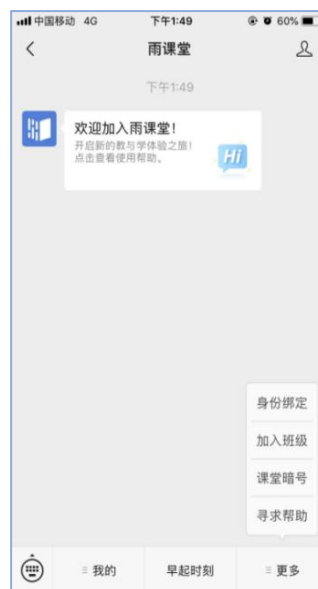 中国移动 4G 下午1:49 60%
雨课堂
下午1:49
欢迎加入雨课堂！
开启新的教与学体验之旅!
点击查看使用帮助。
Hi
身份绑定
加入班级
课堂暗号
寻求帮助
我的 早起时刻 更多